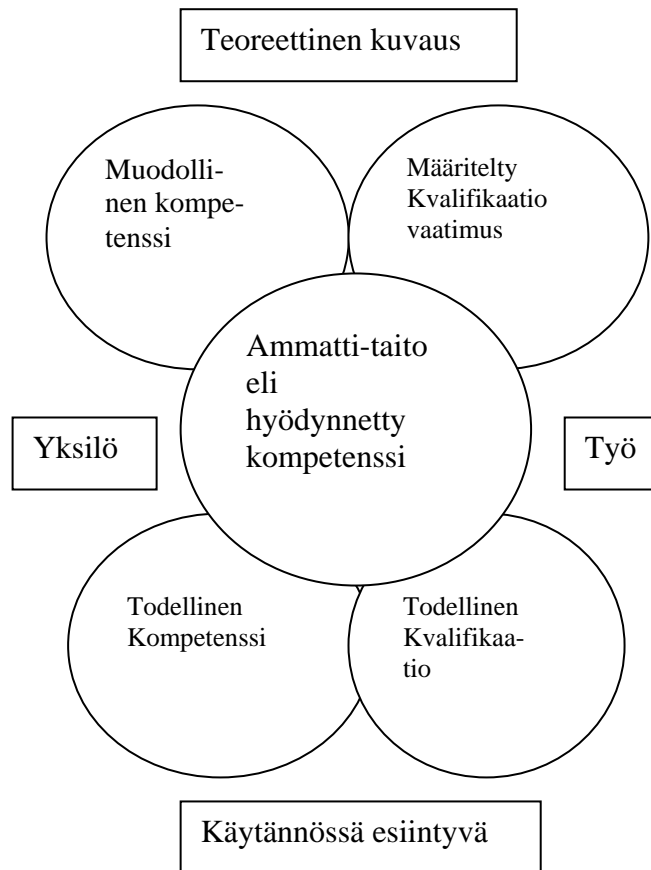 Teoreettinen kuvaus
Muodolli-
nen kompe-
tenssi
Määritelty
Kvalifikaatio
vaatimus
Ammatti-taito
eli
hyödynnetty
kompetenssi
Yksilö
Työ
Todellinen
Kompetenssi
Todellinen
Kvalifikaa-
tio
Käytännössä esiintyvä